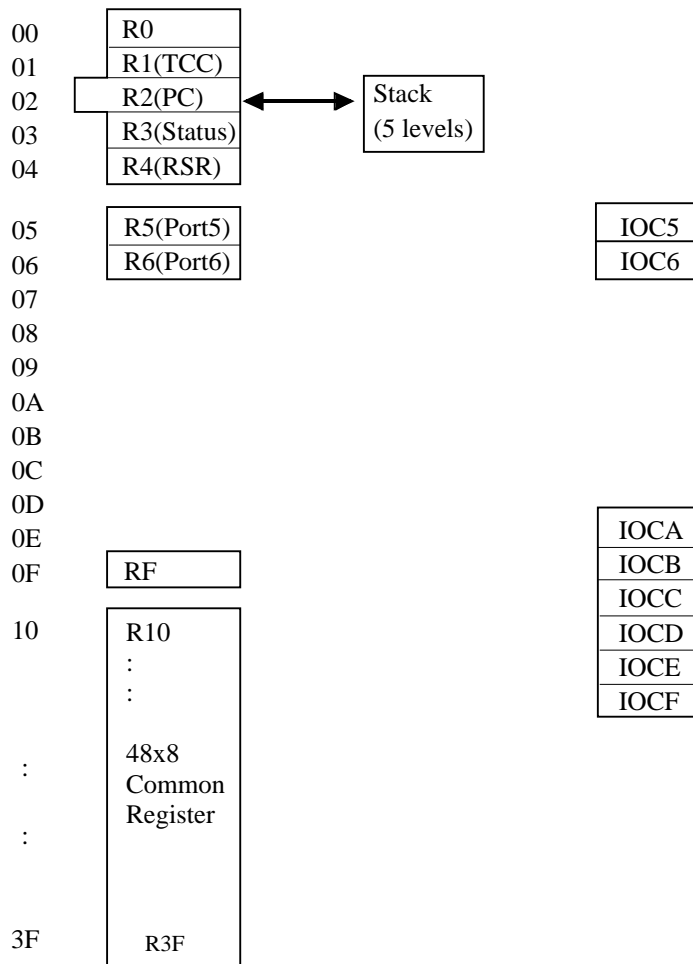 00 R0
01 R1(TCC)
02 R2(PC) Stack
03 R3(Status) (5 levels)
04 R4(RSR)
05 R5(Port5) IOC5
06 R6(Port6) IOC6
07
08
09
0A
0B
0C
0D
0E IOCA
0F RF IOCB
IOCC
10 R10 IOCD
: IOCE
: IOCF
48x8
:
Common
Register
:
3F R3F